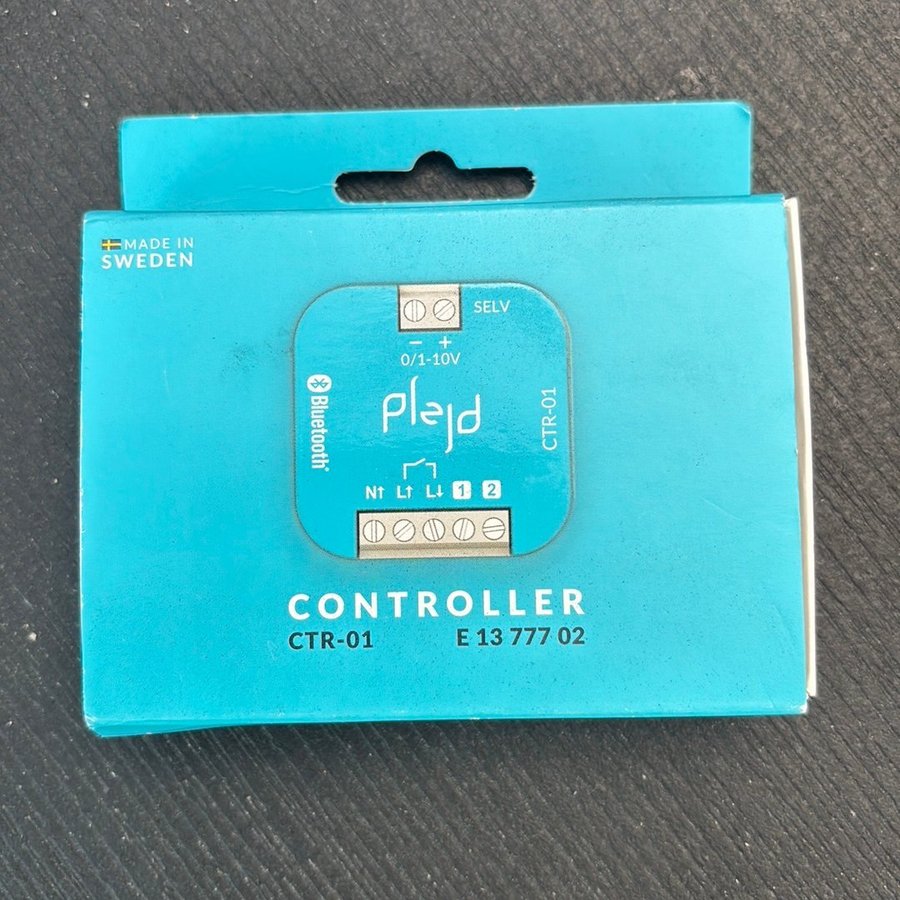 MADE IN
SWEDEN
SELV
- +
0/1-10V
Bluetooth®
plejd
CTR-01
N↑ L↑ L↓ 1 2
CONTROLLER
CTR-01 E 13 777 02